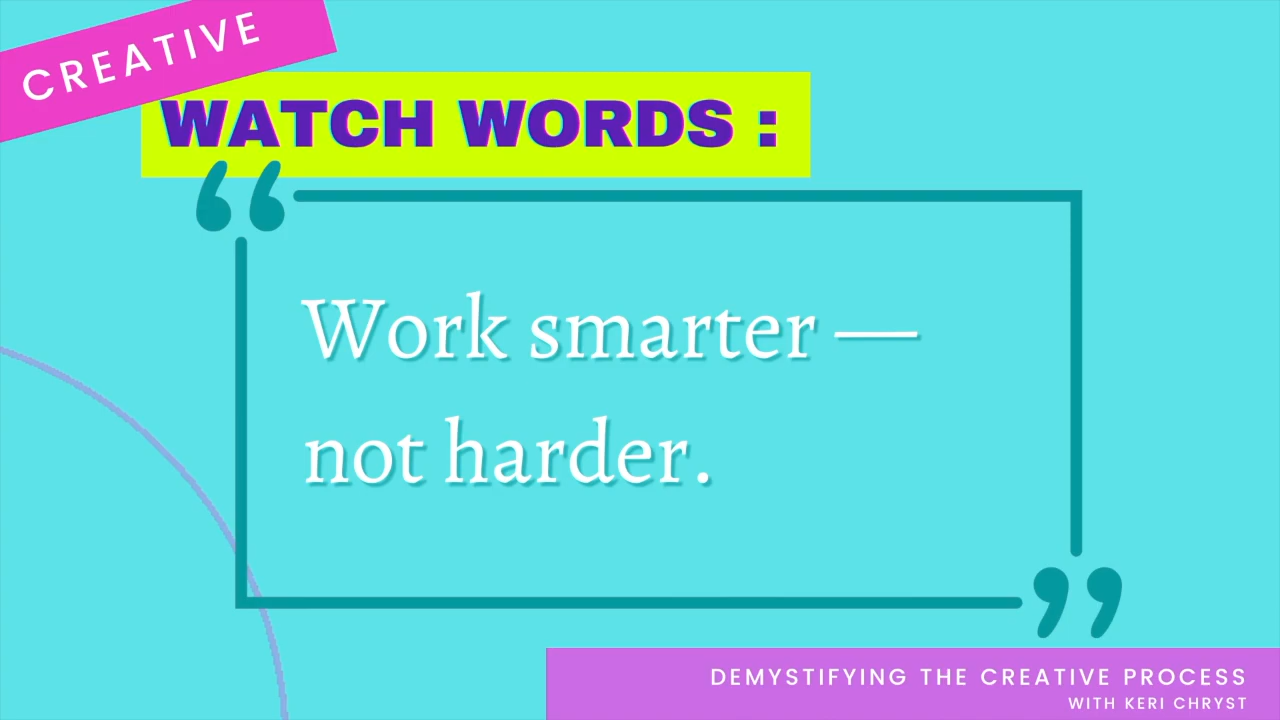 CREATIVE
WATCH WORDS :
“
Work smarter —
not harder.
”
DEMYSTIFYING THE CREATIVE PROCESS
WITH KERI CHRYST